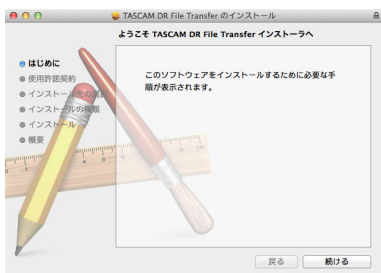 TASCAM DR File Transfer のインストール
ようこそ TASCAM DR File Transfer インストーラへ
はじめに
使用許諾契約
インストール先の選択
インストールの種類
インストール
概要
このソフトウェアをインストールするために必要な手
順が表示されます。
戻る
続ける